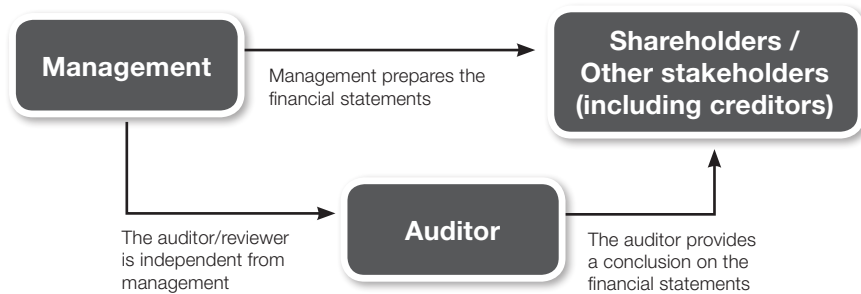 Management
Shareholders /
Other stakeholders
(including creditors)
Management prepares the
financial statements
Auditor
The auditor/reviewer
is independent from
management
The auditor provides
a conclusion on the
financial statements